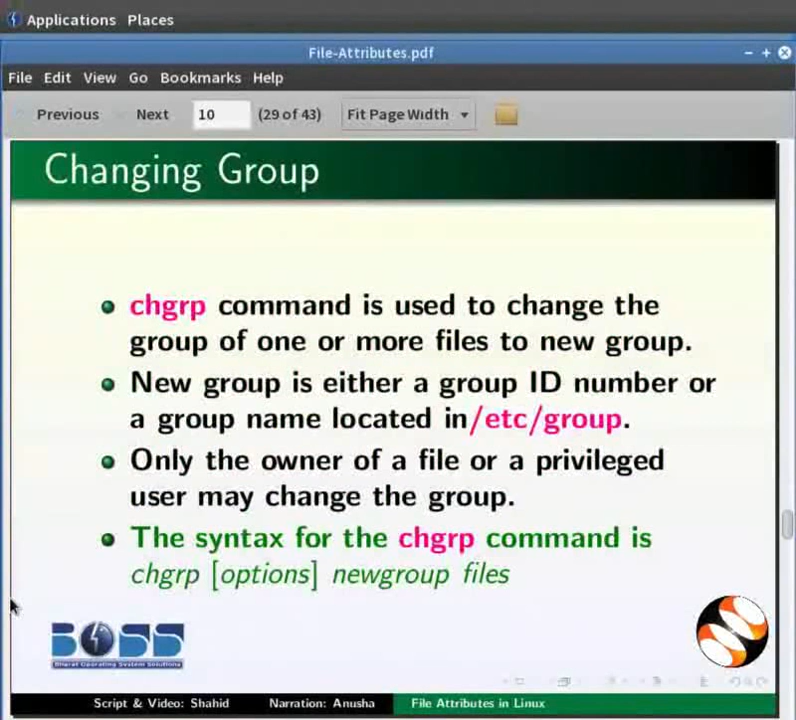 Applications Places
File-Attributes.pdf
File Edit View Go Bookmarks Help
Previous Next 10 (29 of 43) Fit Page Width
Changing Group
chgrp command is used to change the
group of one or more files to new group.
New group is either a group ID number or
a group name located in/etc/group.
Only the owner of a file or a privileged
user may change the group.
The syntax for the chgrp command is
chgrp [options] newgroup files
BOSS
Bharat Operating System Solutions
Script & Video: Shahid Narration: Anusha File Attributes in Linux